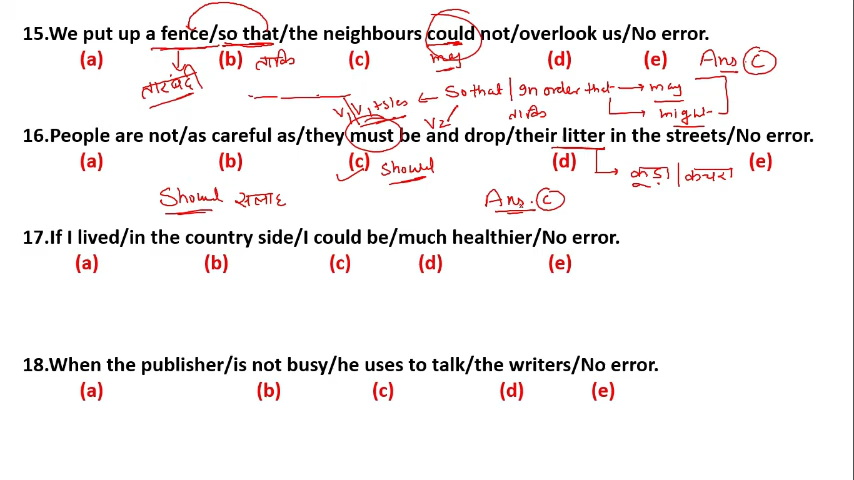 15.We put up a fence/so that/the neighbours could not/overlook us/No error.
(a) (b) ताकि (c) may (d) (e) Ans. C
तारबंदी
V1/V1+s/es ← So that | In order that → may
V2 ताकि → might
16.People are not/as careful as/they must be and drop/their litter in the streets/No error.
(a) (b) (c) (d) (e)
✓ Should → कूड़ा | कचरा
Should सलाह Ans. C
17.If I lived/in the country side/I could be/much healthier/No error.
(a) (b) (c) (d) (e)
18.When the publisher/is not busy/he uses to talk/the writers/No error.
(a) (b) (c) (d) (e)